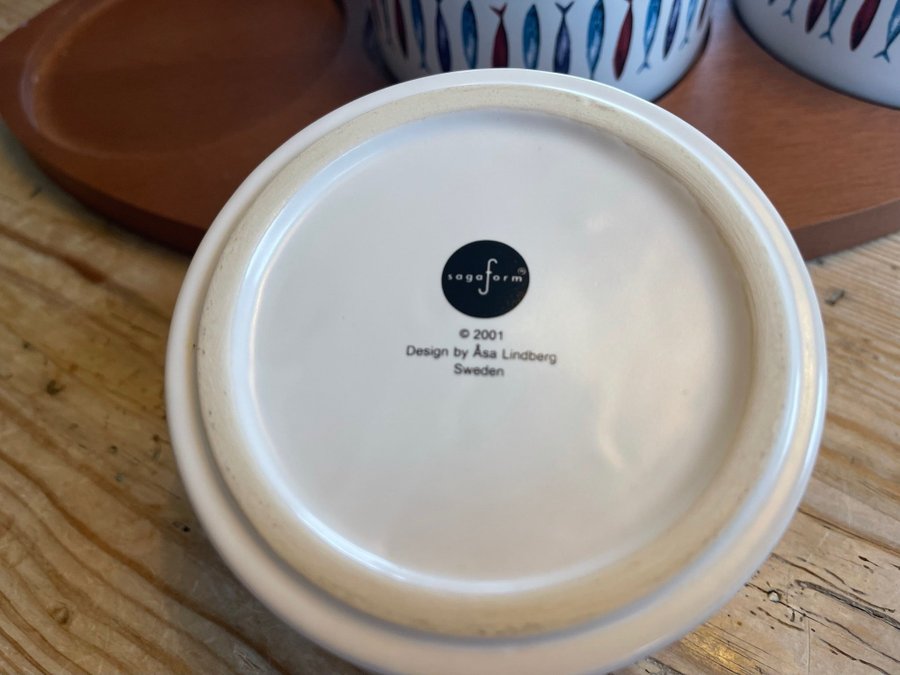 sagaform
© 2001
Design by Åsa Lindberg
Sweden